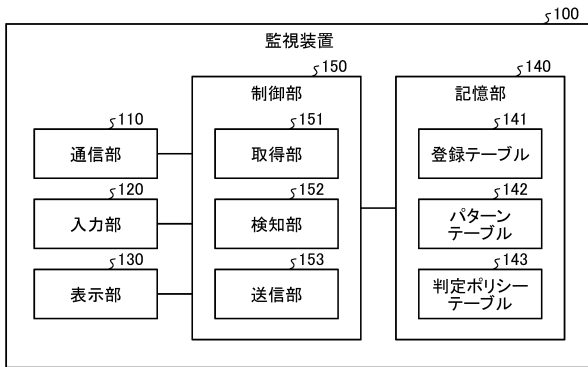 100
監視装置
150
制御部
140
記憶部
110
通信部
151
取得部
141
登録テーブル
120
入力部
152
検知部
142
パターン
テーブル
130
表示部
153
送信部
143
判定ポリシー
テーブル